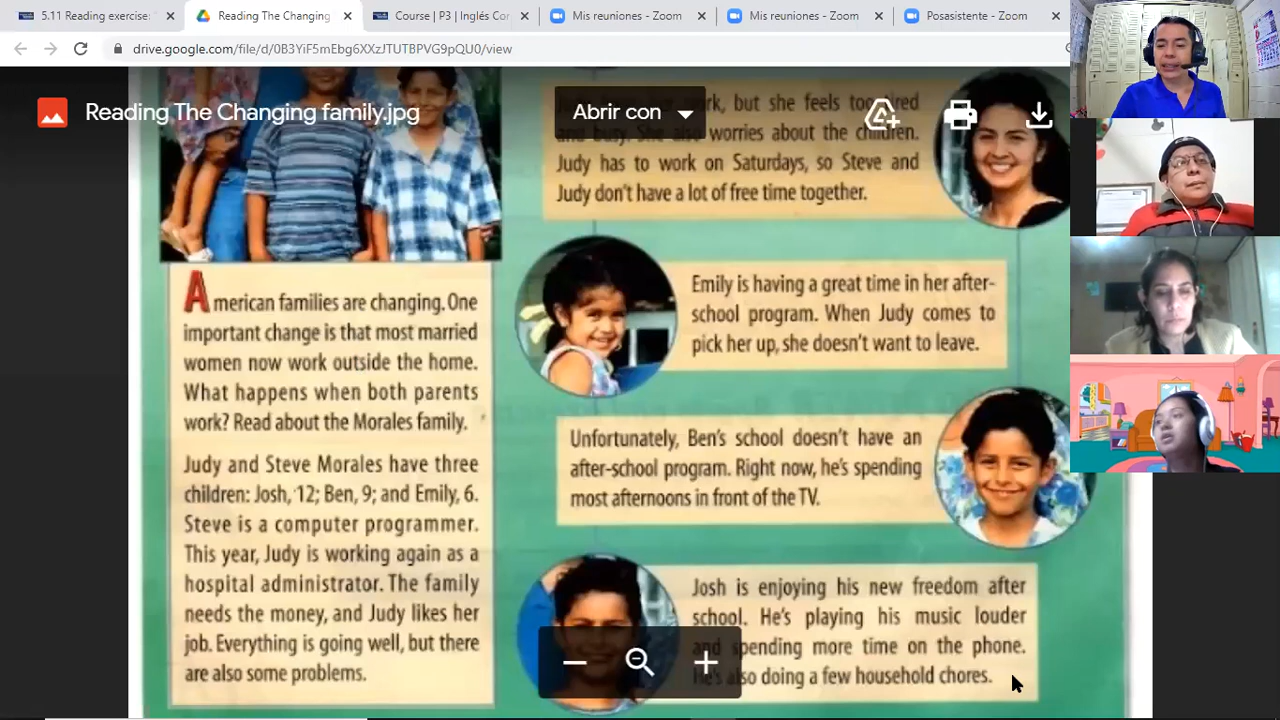 5.11 Reading exercise:
Reading The Changing
Course | P3 | Inglés Cor
Mis reuniones - Zoom
Mis reuniones - Zoom
Posasistente - Zoom
drive.google.com/file/d/0B3YiF5mEbg6XXzJTUTBPVG9pQU0/view
Reading The Changing family.jpg
Abrir con
American families are changing. One
important change is that most married
women now work outside the home.
What happens when both parents
work? Read about the Morales family.
Judy and Steve Morales have three
children: Josh, 12; Ben, 9; and Emily, 6.
Steve is a computer programmer.
This year, Judy is working again as a
hospital administrator. The family
needs the money, and Judy likes her
job. Everything is going well, but there
are also some problems.
but she feels too tired
and busy. She also worries about the children.
Judy has to work on Saturdays, so Steve and
Judy don't have a lot of free time together.
Emily is having a great time in her after-
school program. When Judy comes to
pick her up, she doesn't want to leave.
Unfortunately, Ben's school doesn't have an
after-school program. Right now, he's spending
most afternoons in front of the TV.
Josh is enjoying his new freedom after
school. He's playing his music louder
and spending more time on the phone.
He's also doing a few household chores.